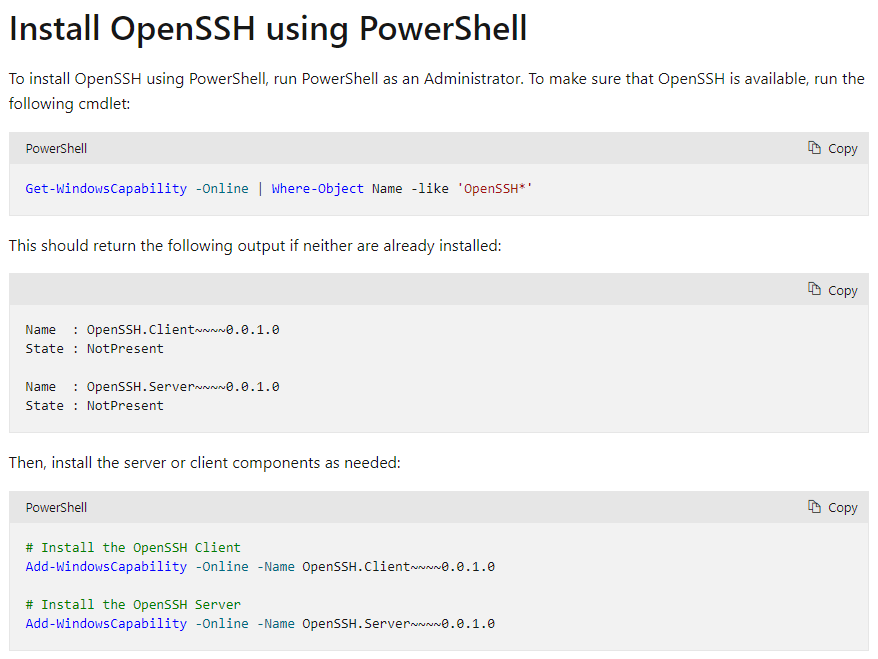 Install OpenSSH using PowerShell
To install OpenSSH using PowerShell, run PowerShell as an Administrator. To make sure that OpenSSH is available, run the
following cmdlet:
PowerShell
Copy
Get-WindowsCapability -Online | Where-Object Name -like 'OpenSSH*'
This should return the following output if neither are already installed:
Copy
Name  : OpenSSH.Client~~~~0.0.1.0
State : NotPresent
Name  : OpenSSH.Server~~~~0.0.1.0
State : NotPresent
Then, install the server or client components as needed:
PowerShell
Copy
# Install the OpenSSH Client
Add-WindowsCapability -Online -Name OpenSSH.Client~~~~0.0.1.0
# Install the OpenSSH Server
Add-WindowsCapability -Online -Name OpenSSH.Server~~~~0.0.1.0